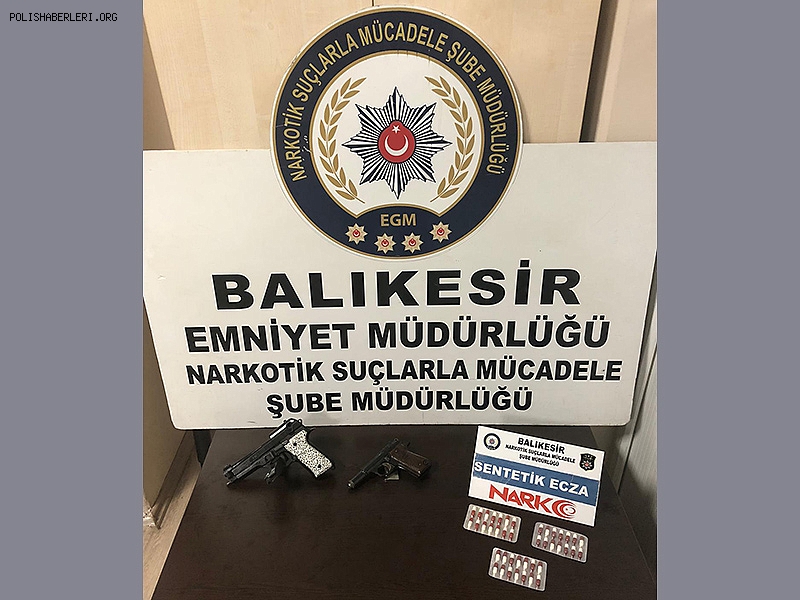 POLISHABERLERI.ORG
NARKOTİK SUÇLARLA MÜCADELE ŞUBE MÜDÜRLÜĞÜ
EGM
BALIKESİR
EMNİYET MÜDÜRLÜĞÜ
NARKOTİK SUÇLARLA MÜCADELE
ŞUBE MÜDÜRLÜĞÜ
BALIKESİR
NARKOTİK SUÇLARLA MÜCADELE
ŞUBE MÜDÜRLÜĞÜ
SENTETİK ECZA
NARKO